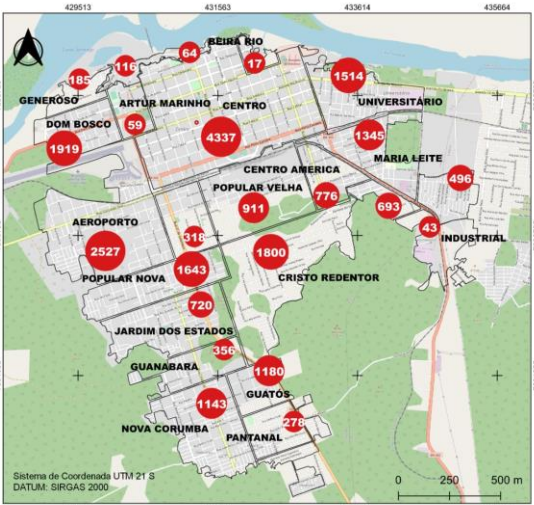 429513 431563 433614 435664
BEIRA RIO
64
17
116
185
1514
GENEROSO
ARTUR MARINHO
CENTRO
UNIVERSITÁRIO
DOM BOSCO
59
4337
1345
1919
MARIA LEITE
CENTRO AMERICA
POPULAR VELHA
496
776
911
693
AEROPORTO
43
318
INDUSTRIAL
2527
1800
1643
POPULAR NOVA
CRISTO REDENTOR
720
JARDIM DOS ESTADOS
356
GUANABARA
1180
GUATÓS
1143
278
NOVA CORUMBA
PANTANAL
Sistema de Coordenada UTM 21 S
DATUM: SIRGAS 2000
0 250 500 m